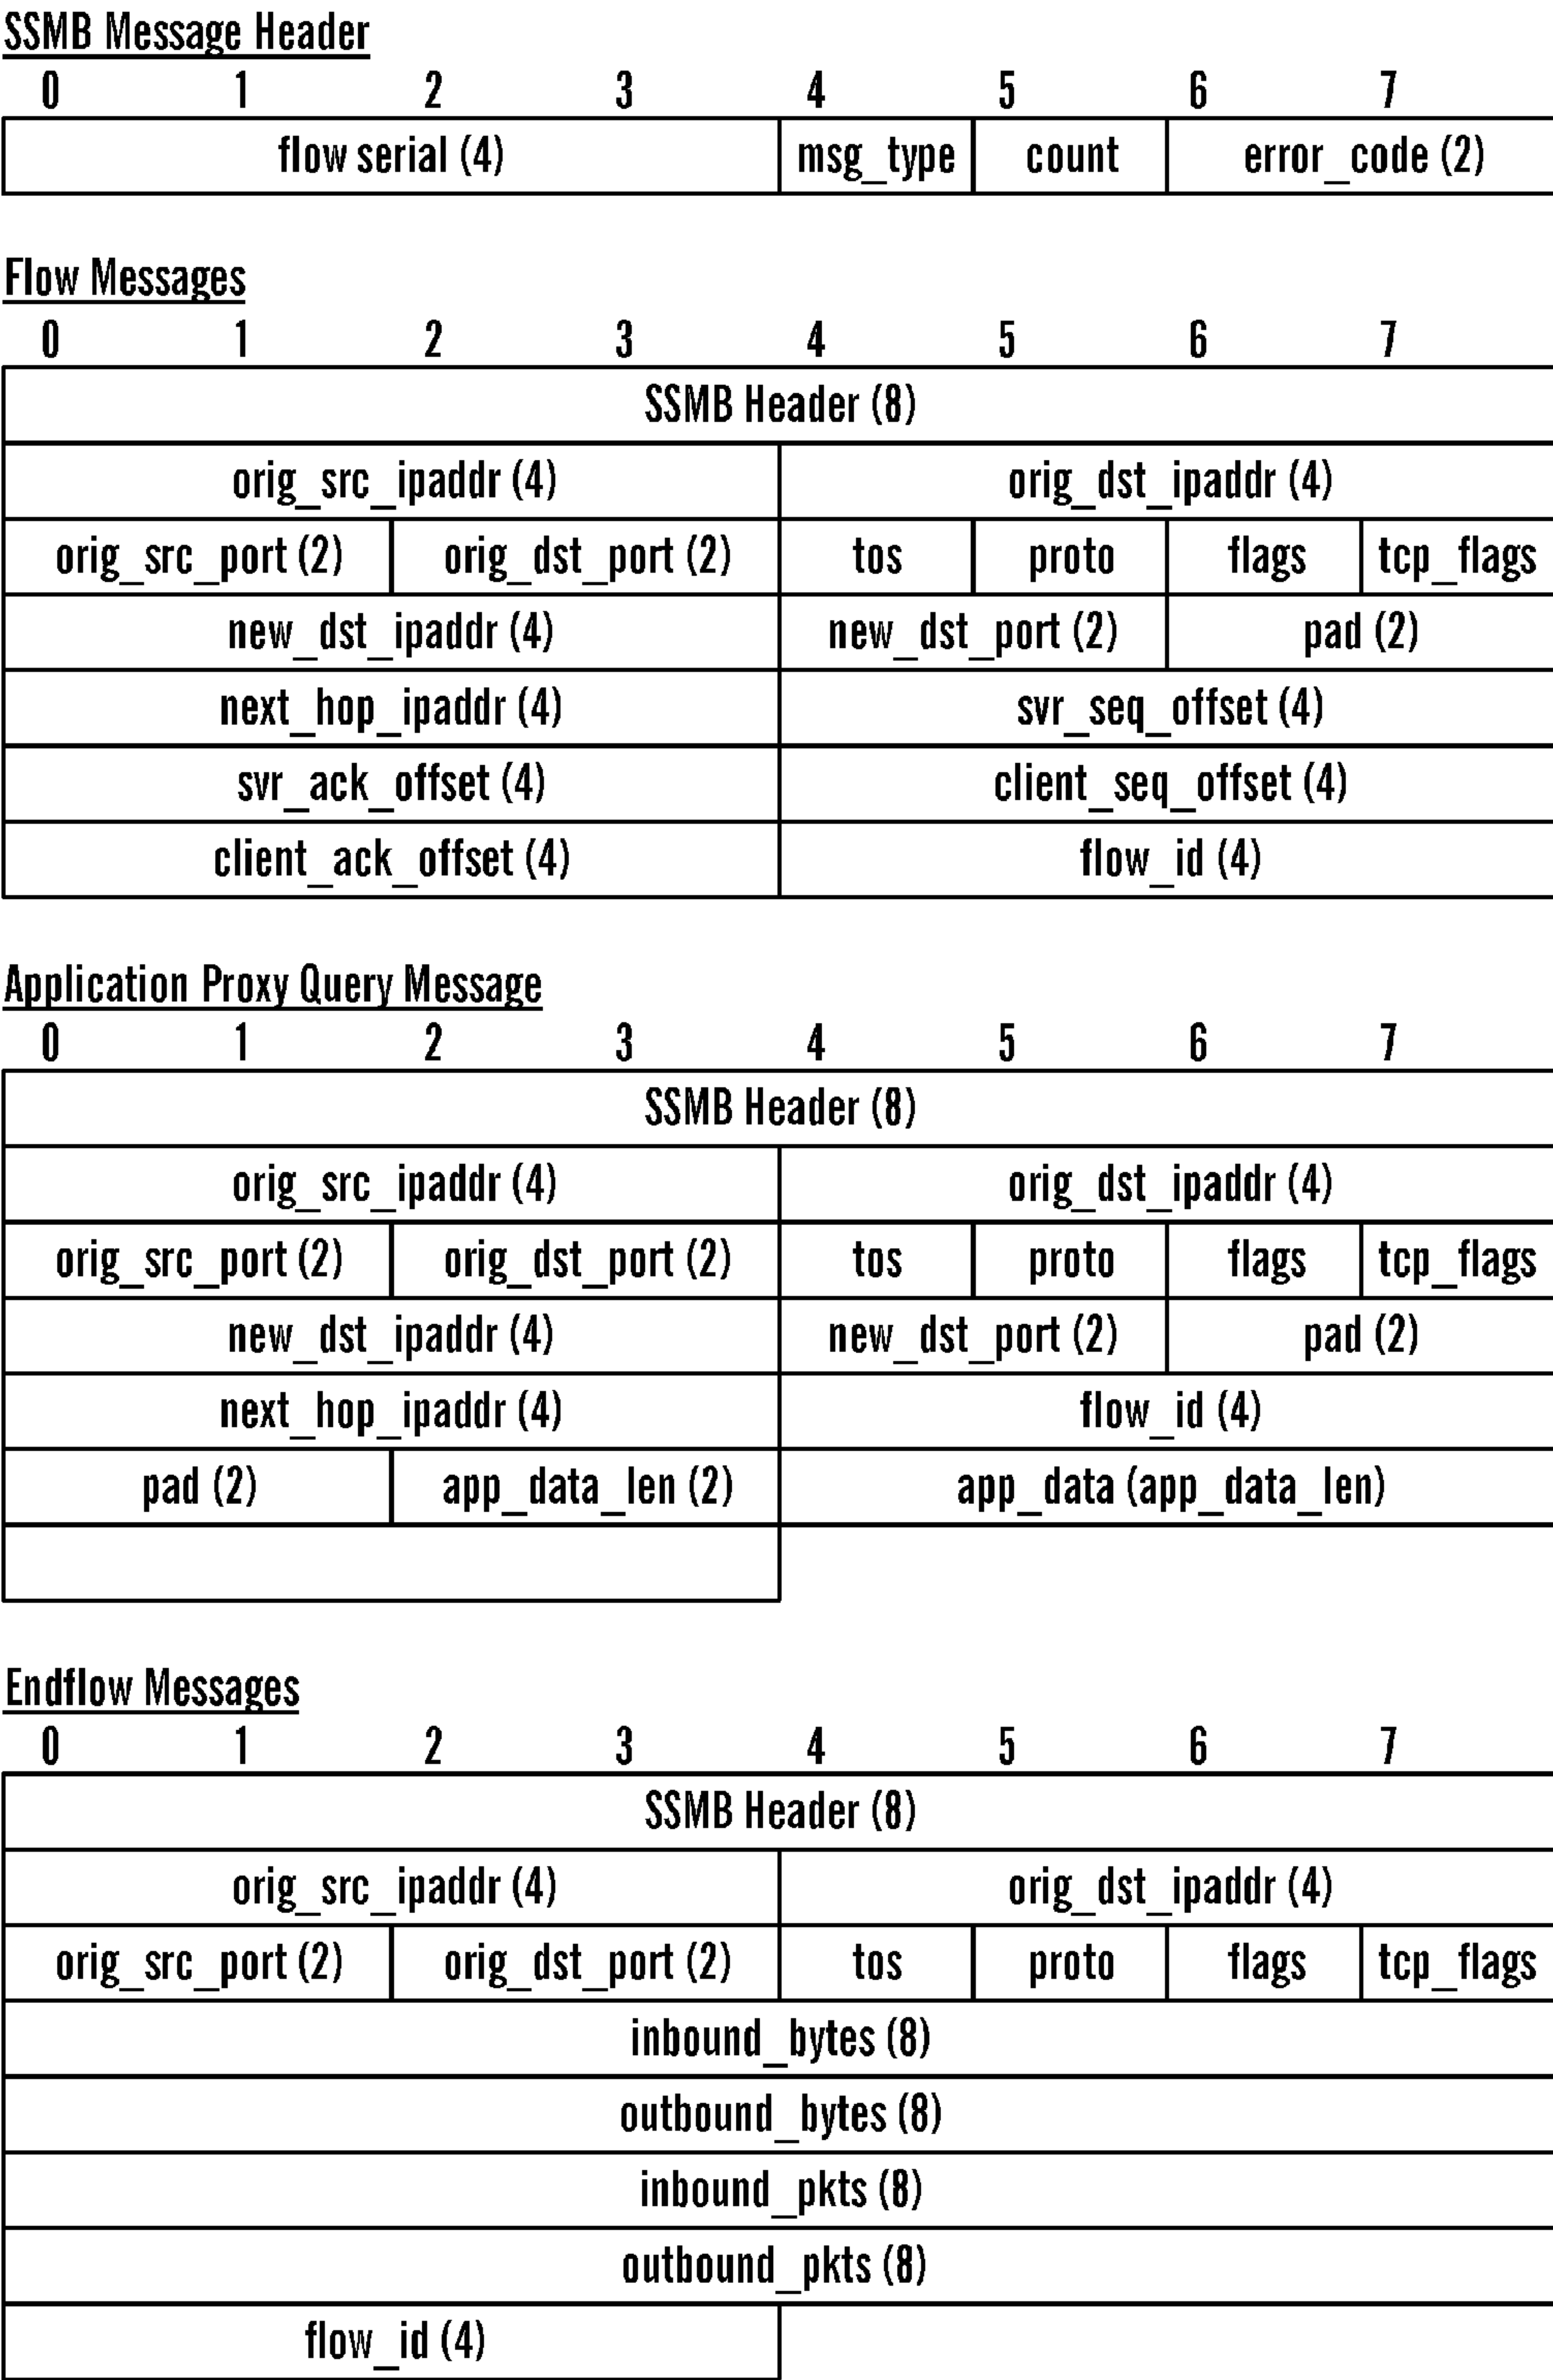 SSMB Message Header
0 1 2 3 4 5 6 7
flow serial (4) msg_type count error_code (2)
Flow Messages
0 1 2 3 4 5 6 7
SSMB Header (8)
orig_src_ipaddr (4) orig_dst_ipaddr (4)
orig_src_port (2) orig_dst_port (2) tos proto flags tcp_flags
new_dst_ipaddr (4) new_dst_port (2) pad (2)
next_hop_ipaddr (4) svr_seq_offset (4)
svr_ack_offset (4) client_seq_offset (4)
client_ack_offset (4) flow_id (4)
Application Proxy Query Message
0 1 2 3 4 5 6 7
SSMB Header (8)
orig_src_ipaddr (4) orig_dst_ipaddr (4)
orig_src_port (2) orig_dst_port (2) tos proto flags tcp_flags
new_dst_ipaddr (4) new_dst_port (2) pad (2)
next_hop_ipaddr (4) flow_id (4)
pad (2) app_data_len (2) app_data (app_data_len)
Endflow Messages
0 1 2 3 4 5 6 7
SSMB Header (8)
orig_src_ipaddr (4) orig_dst_ipaddr (4)
orig_src_port (2) orig_dst_port (2) tos proto flags tcp_flags
inbound_bytes (8)
outbound_bytes (8)
inbound_pkts (8)
outbound_pkts (8)
flow_id (4)